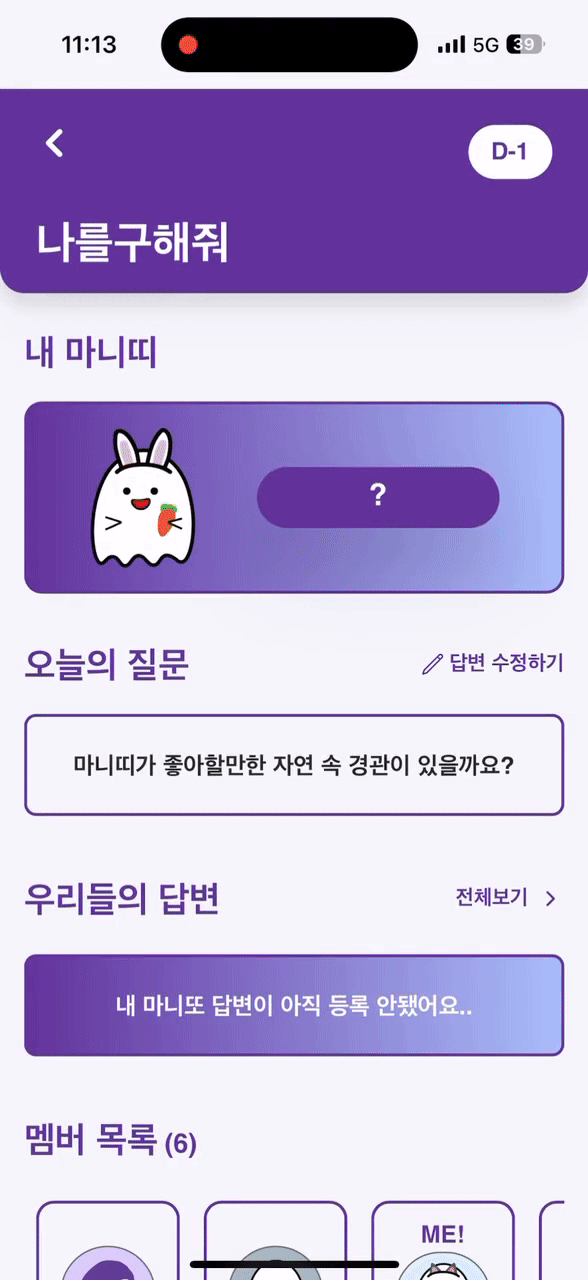 11:13
5G 39
D-1
나를구해줘
내 마니띠
?
오늘의 질문
답변 수정하기
마니띠가 좋아할만한 자연 속 경관이 있을까요?
우리들의 답변
전체보기
내 마니또 답변이 아직 등록 안됐어요..
멤버 목록 (6)
ME!